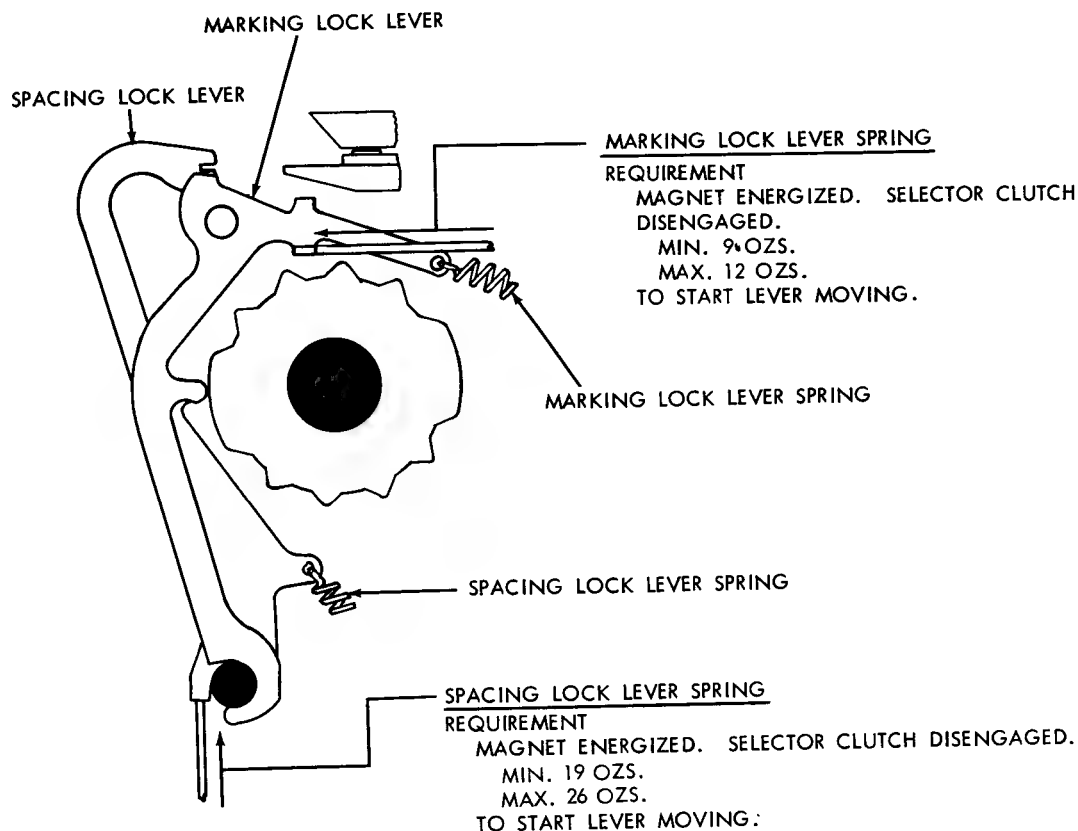 MARKING LOCK LEVER
SPACING LOCK LEVER
MARKING LOCK LEVER SPRING
REQUIREMENT
MAGNET ENERGIZED. SELECTOR CLUTCH
DISENGAGED.
MIN. 9 OZS.
MAX. 12 OZS.
TO START LEVER MOVING.
MARKING LOCK LEVER SPRING
SPACING LOCK LEVER SPRING
SPACING LOCK LEVER SPRING
REQUIREMENT
MAGNET ENERGIZED. SELECTOR CLUTCH DISENGAGED.
MIN. 19 OZS.
MAX. 26 OZS.
TO START LEVER MOVING.